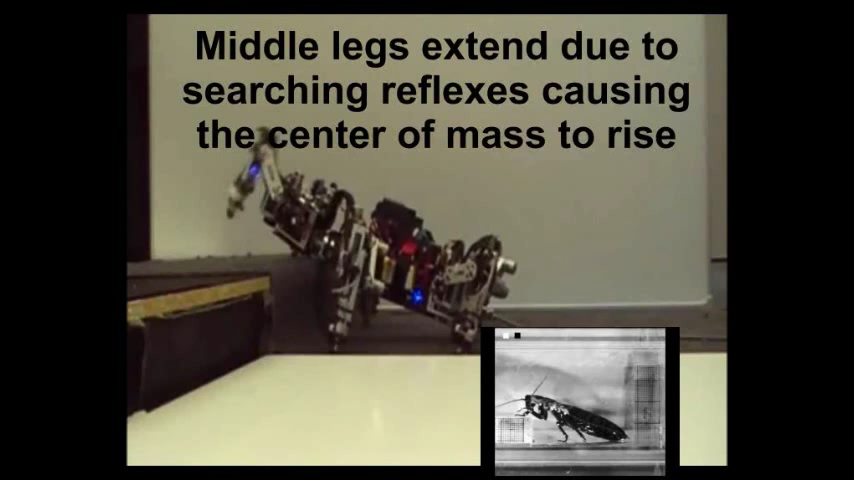 Middle legs extend due to
searching reflexes causing
the center of mass to rise